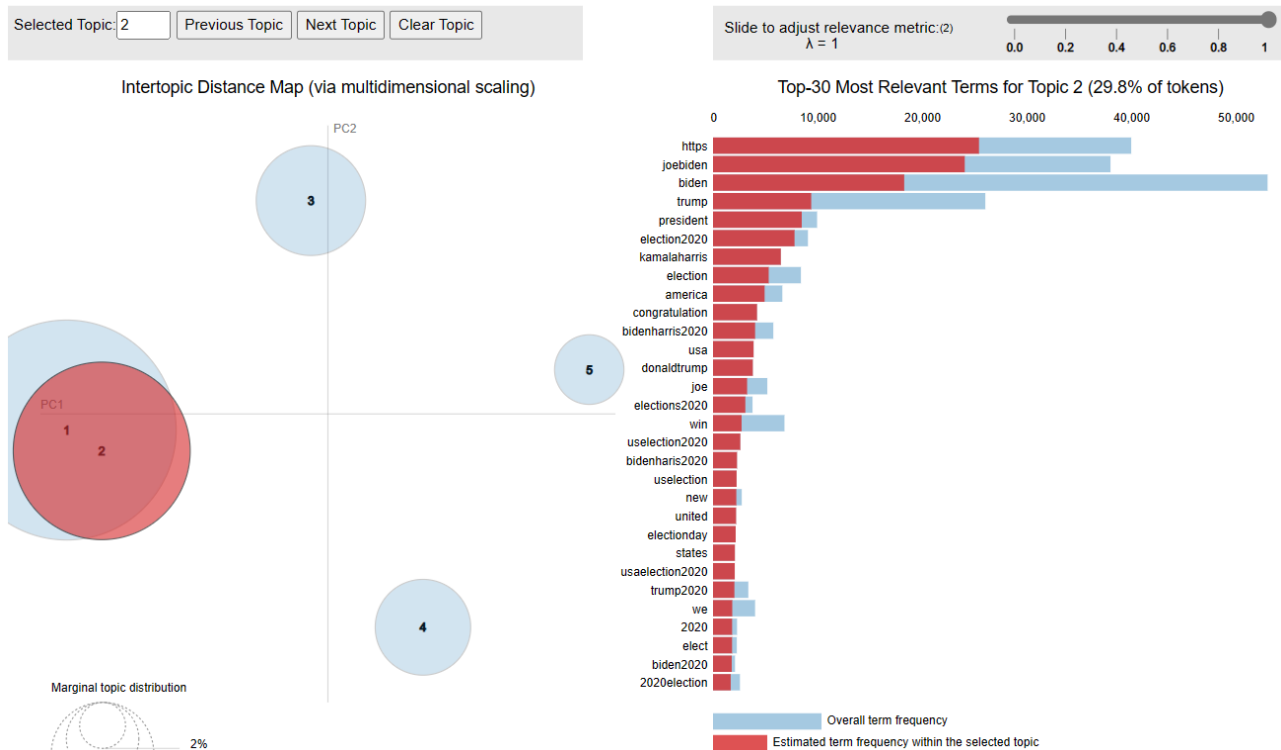 Selected Topic: 2 Previous Topic Next Topic Clear Topic
Slide to adjust relevance metric:(2)
λ = 1
0.0 0.2 0.4 0.6 0.8 1
Intertopic Distance Map (via multidimensional scaling)
PC2
3
5
PC1
1
2
4
Marginal topic distribution
2%
Top-30 Most Relevant Terms for Topic 2 (29.8% of tokens)
0 10,000 20,000 30,000 40,000 50,000
https
joebiden
biden
trump
president
election2020
kamalaharris
election
america
congratulation
bidenharris2020
usa
donaldtrump
joe
elections2020
win
uselection2020
bidenharis2020
uselection
new
united
electionday
states
usaelection2020
trump2020
we
2020
elect
biden2020
2020election
Overall term frequency
Estimated term frequency within the selected topic